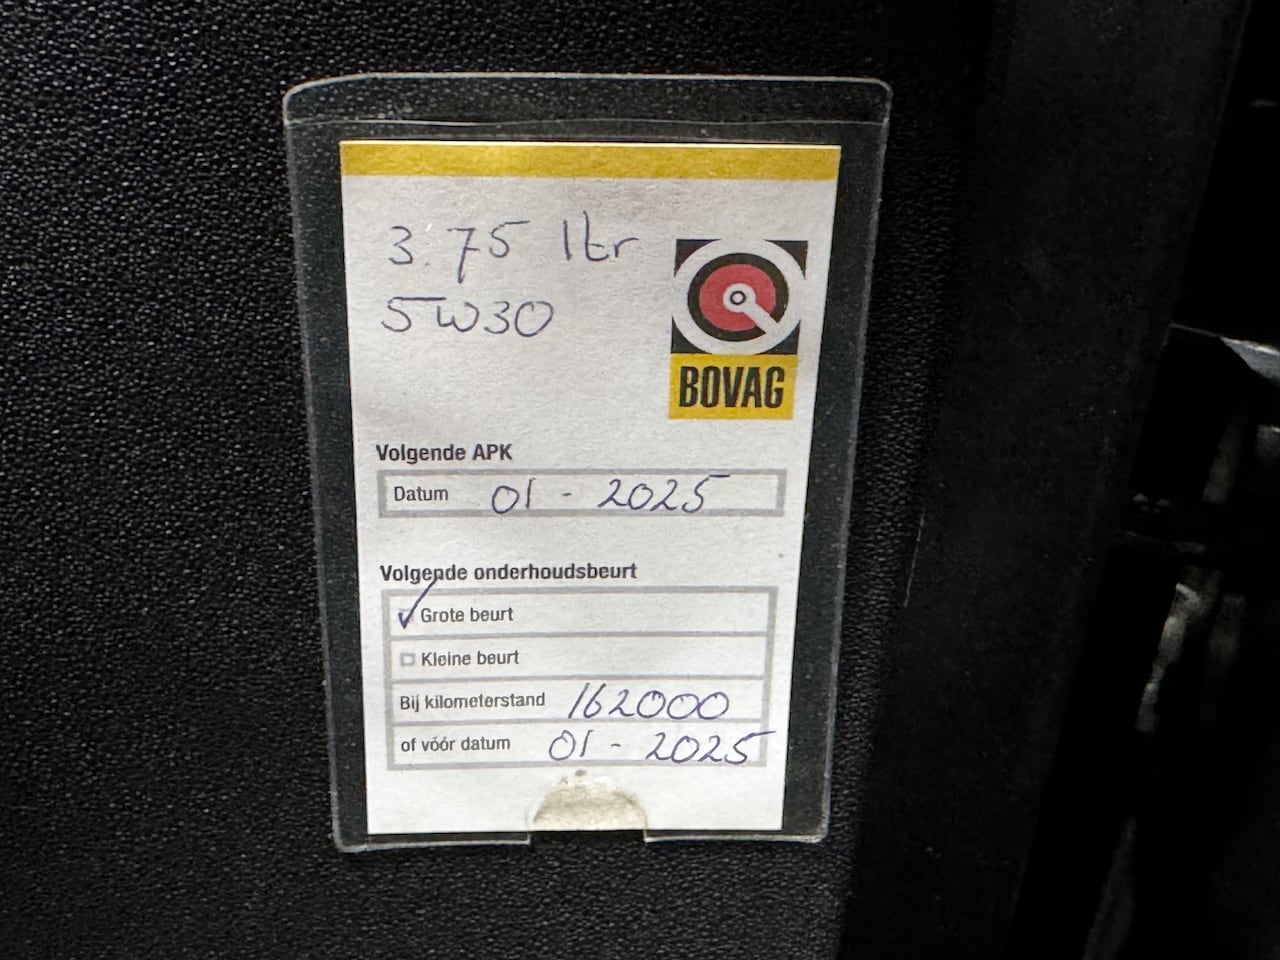 3.75 ltr
5W30
BOVAG
Volgende APK
Datum 01 - 2025
Volgende onderhoudsbeurt
Grote beurt
Kleine beurt
Bij kilometerstand 162000
of vóór datum 01 - 2025